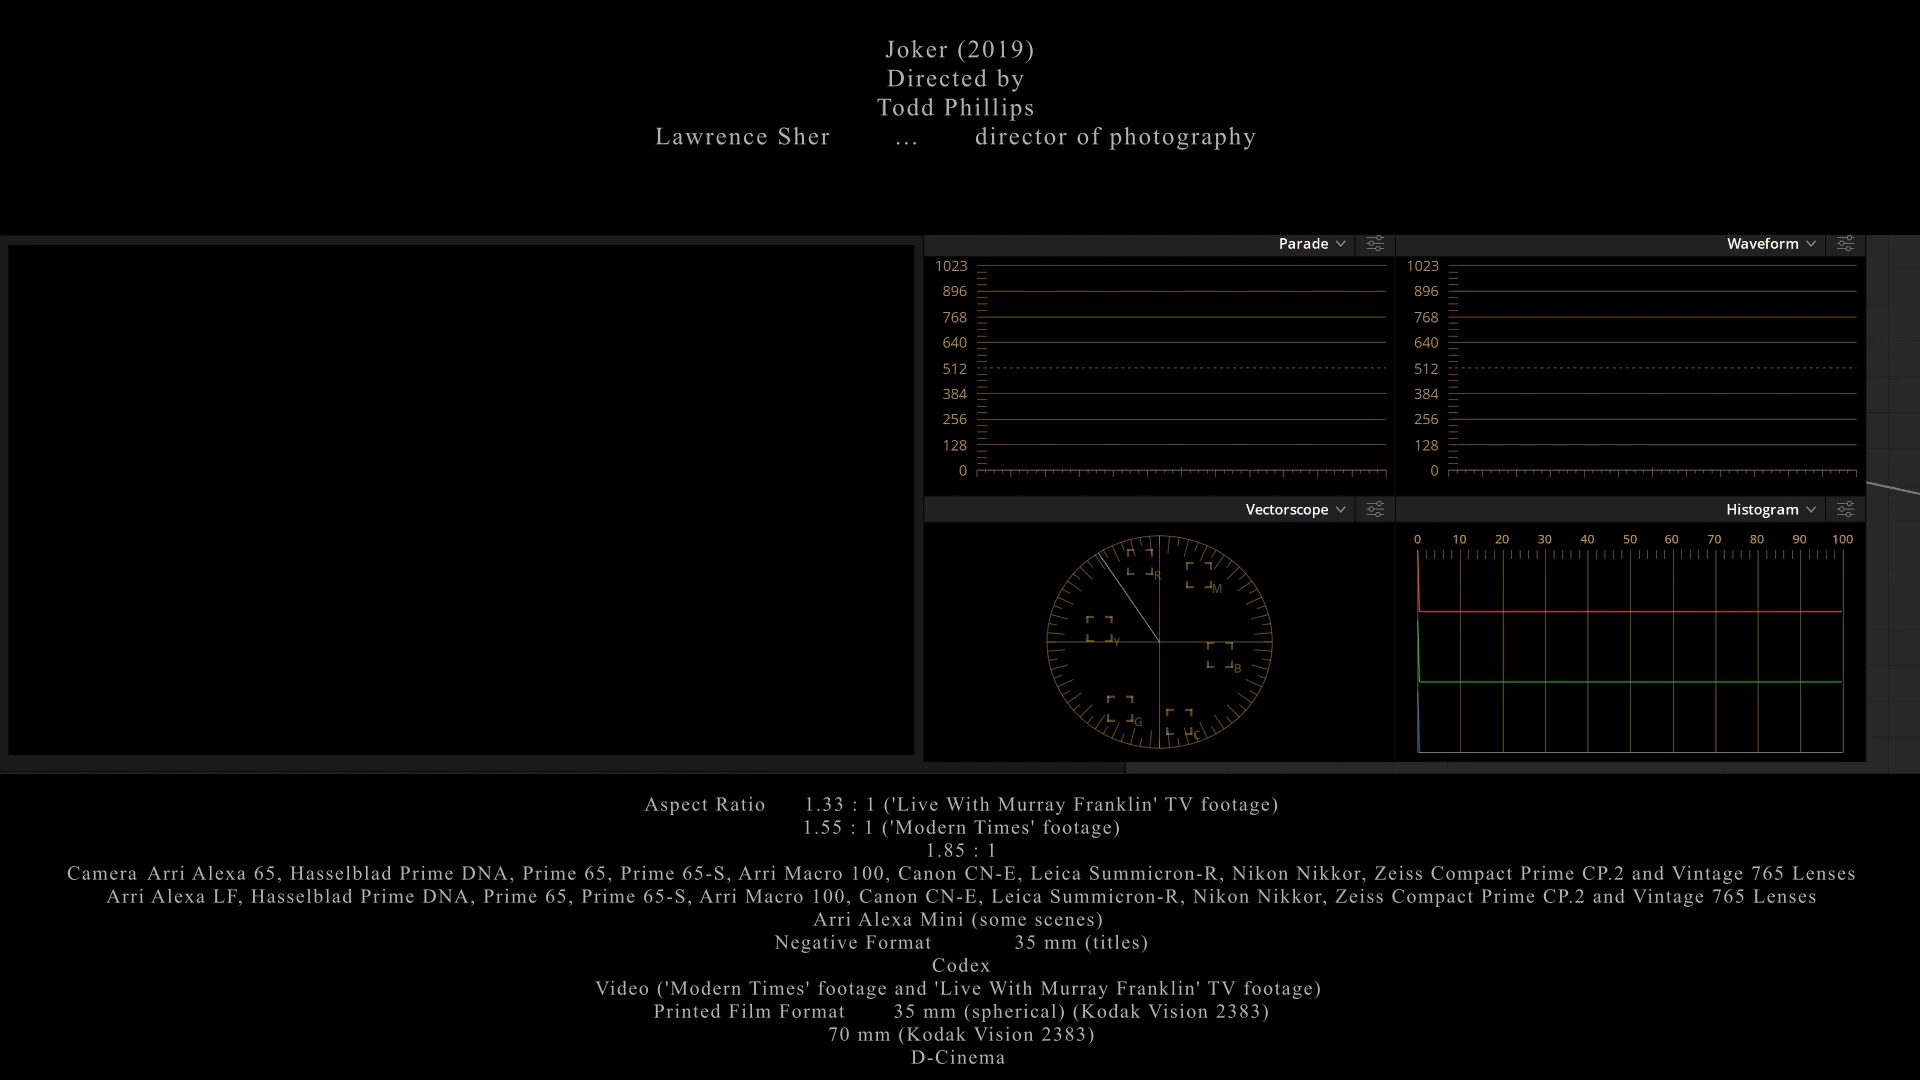 Joker (2019)
Directed by
Todd Phillips
Lawrence Sher ... director of photography
Parade
1023
896
768
640
512
384
256
128
0
Waveform
1023
896
768
640
512
384
256
128
0
Vectorscope
R
M
Y
B
G
C
Histogram
0 10 20 30 40 50 60 70 80 90 100
Aspect Ratio 1.33 : 1 ('Live With Murray Franklin' TV footage)
1.55 : 1 ('Modern Times' footage)
1.85 : 1
Camera Arri Alexa 65, Hasselblad Prime DNA, Prime 65, Prime 65-S, Arri Macro 100, Canon CN-E, Leica Summicron-R, Nikon Nikkor, Zeiss Compact Prime CP.2 and Vintage 765 Lenses
Arri Alexa LF, Hasselblad Prime DNA, Prime 65, Prime 65-S, Arri Macro 100, Canon CN-E, Leica Summicron-R, Nikon Nikkor, Zeiss Compact Prime CP.2 and Vintage 765 Lenses
Arri Alexa Mini (some scenes)
Negative Format 35 mm (titles)
Codex
Video ('Modern Times' footage and 'Live With Murray Franklin' TV footage)
Printed Film Format 35 mm (spherical) (Kodak Vision 2383)
70 mm (Kodak Vision 2383)
D-Cinema